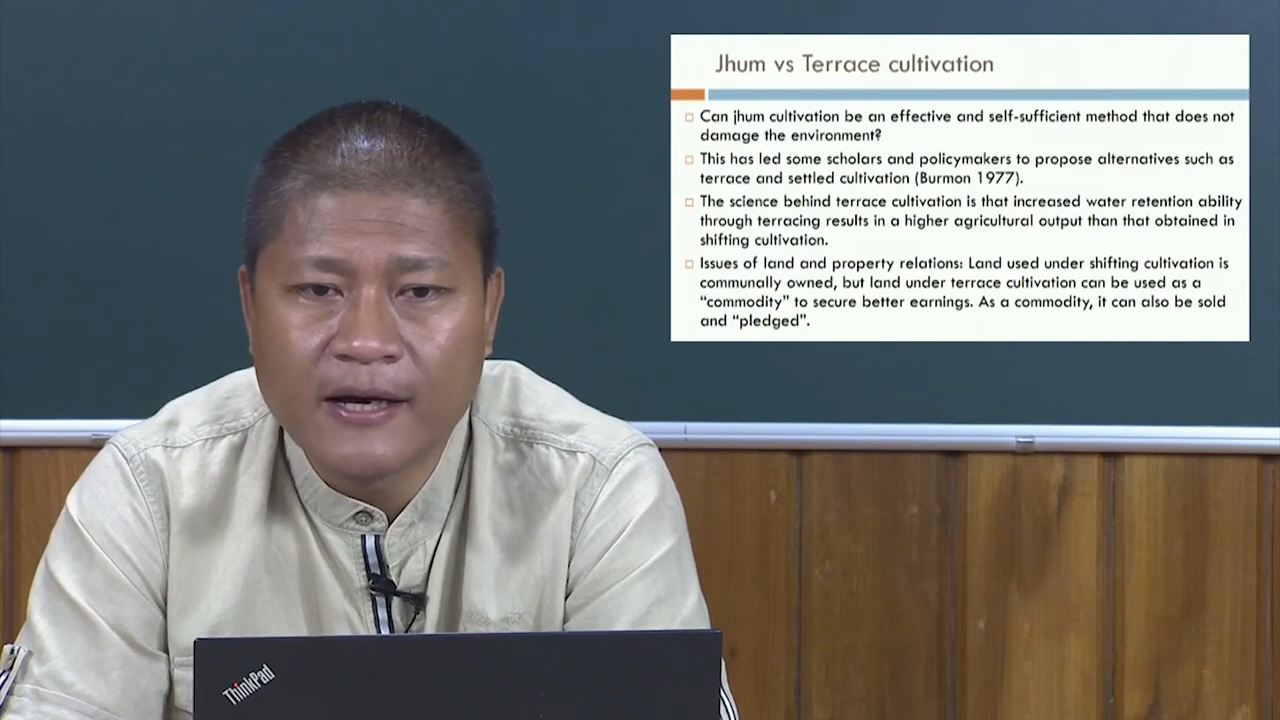 Jhum vs Terrace cultivation
Can jhum cultivation be an effective and self-sufficient method that does not
damage the environment?
This has led some scholars and policymakers to propose alternatives such as
terrace and settled cultivation (Burmon 1977).
The science behind terrace cultivation is that increased water retention ability
through terracing results in a higher agricultural output than that obtained in
shifting cultivation.
Issues of land and property relations: Land used under shifting cultivation is
communally owned, but land under terrace cultivation can be used as a
“commodity” to secure better earnings. As a commodity, it can also be sold
and “pledged”.
ThinkPad